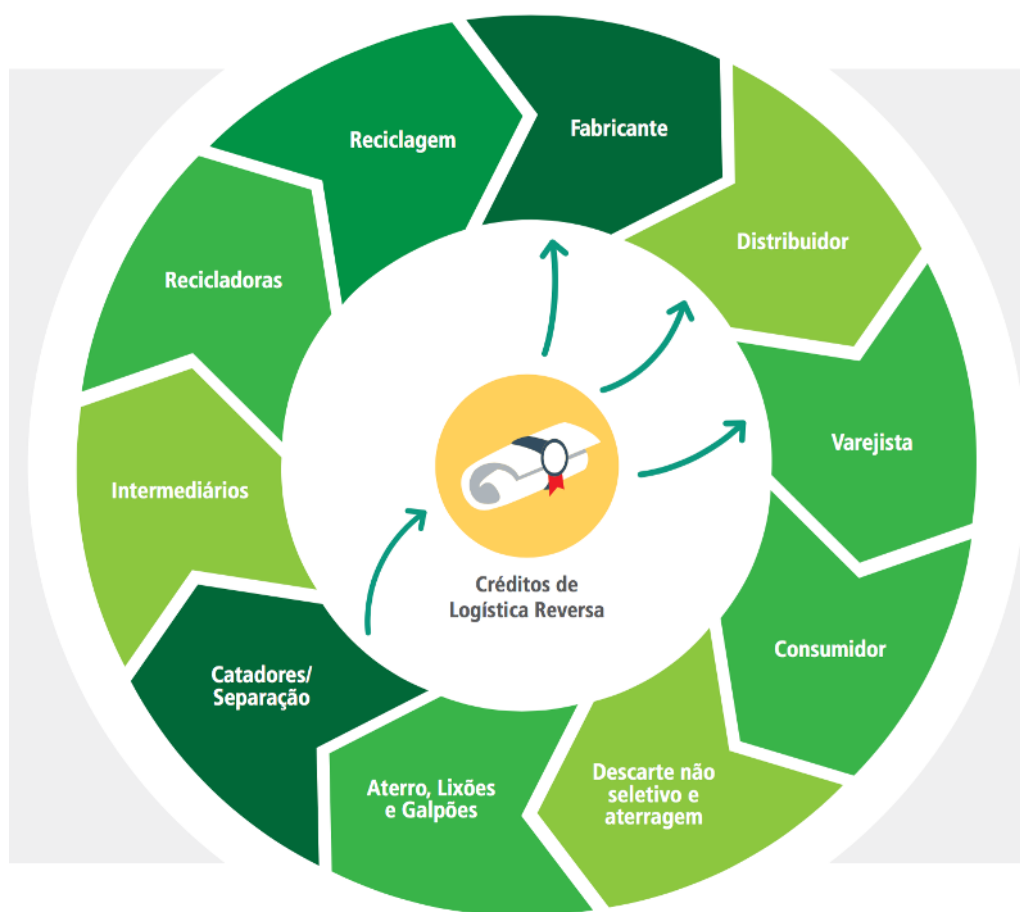 Fabricante
Distribuidor
Varejista
Consumidor
Descarte não
seletivo e
aterragem
Aterro, Lixões
e Galpões
Catadores/
Separação
Intermediários
Recicladoras
Reciclagem
Créditos de
Logística Reversa